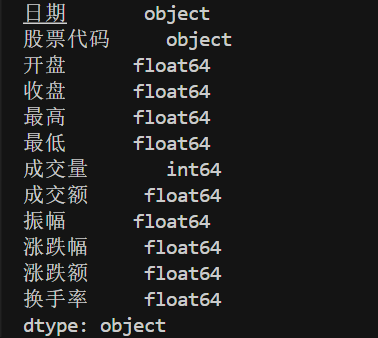 日期 object
股票代码 object
开盘 float64
收盘 float64
最高 float64
最低 float64
成交量 int64
成交额 float64
振幅 float64
涨跌幅 float64
涨跌额 float64
换手率 float64
dtype: object